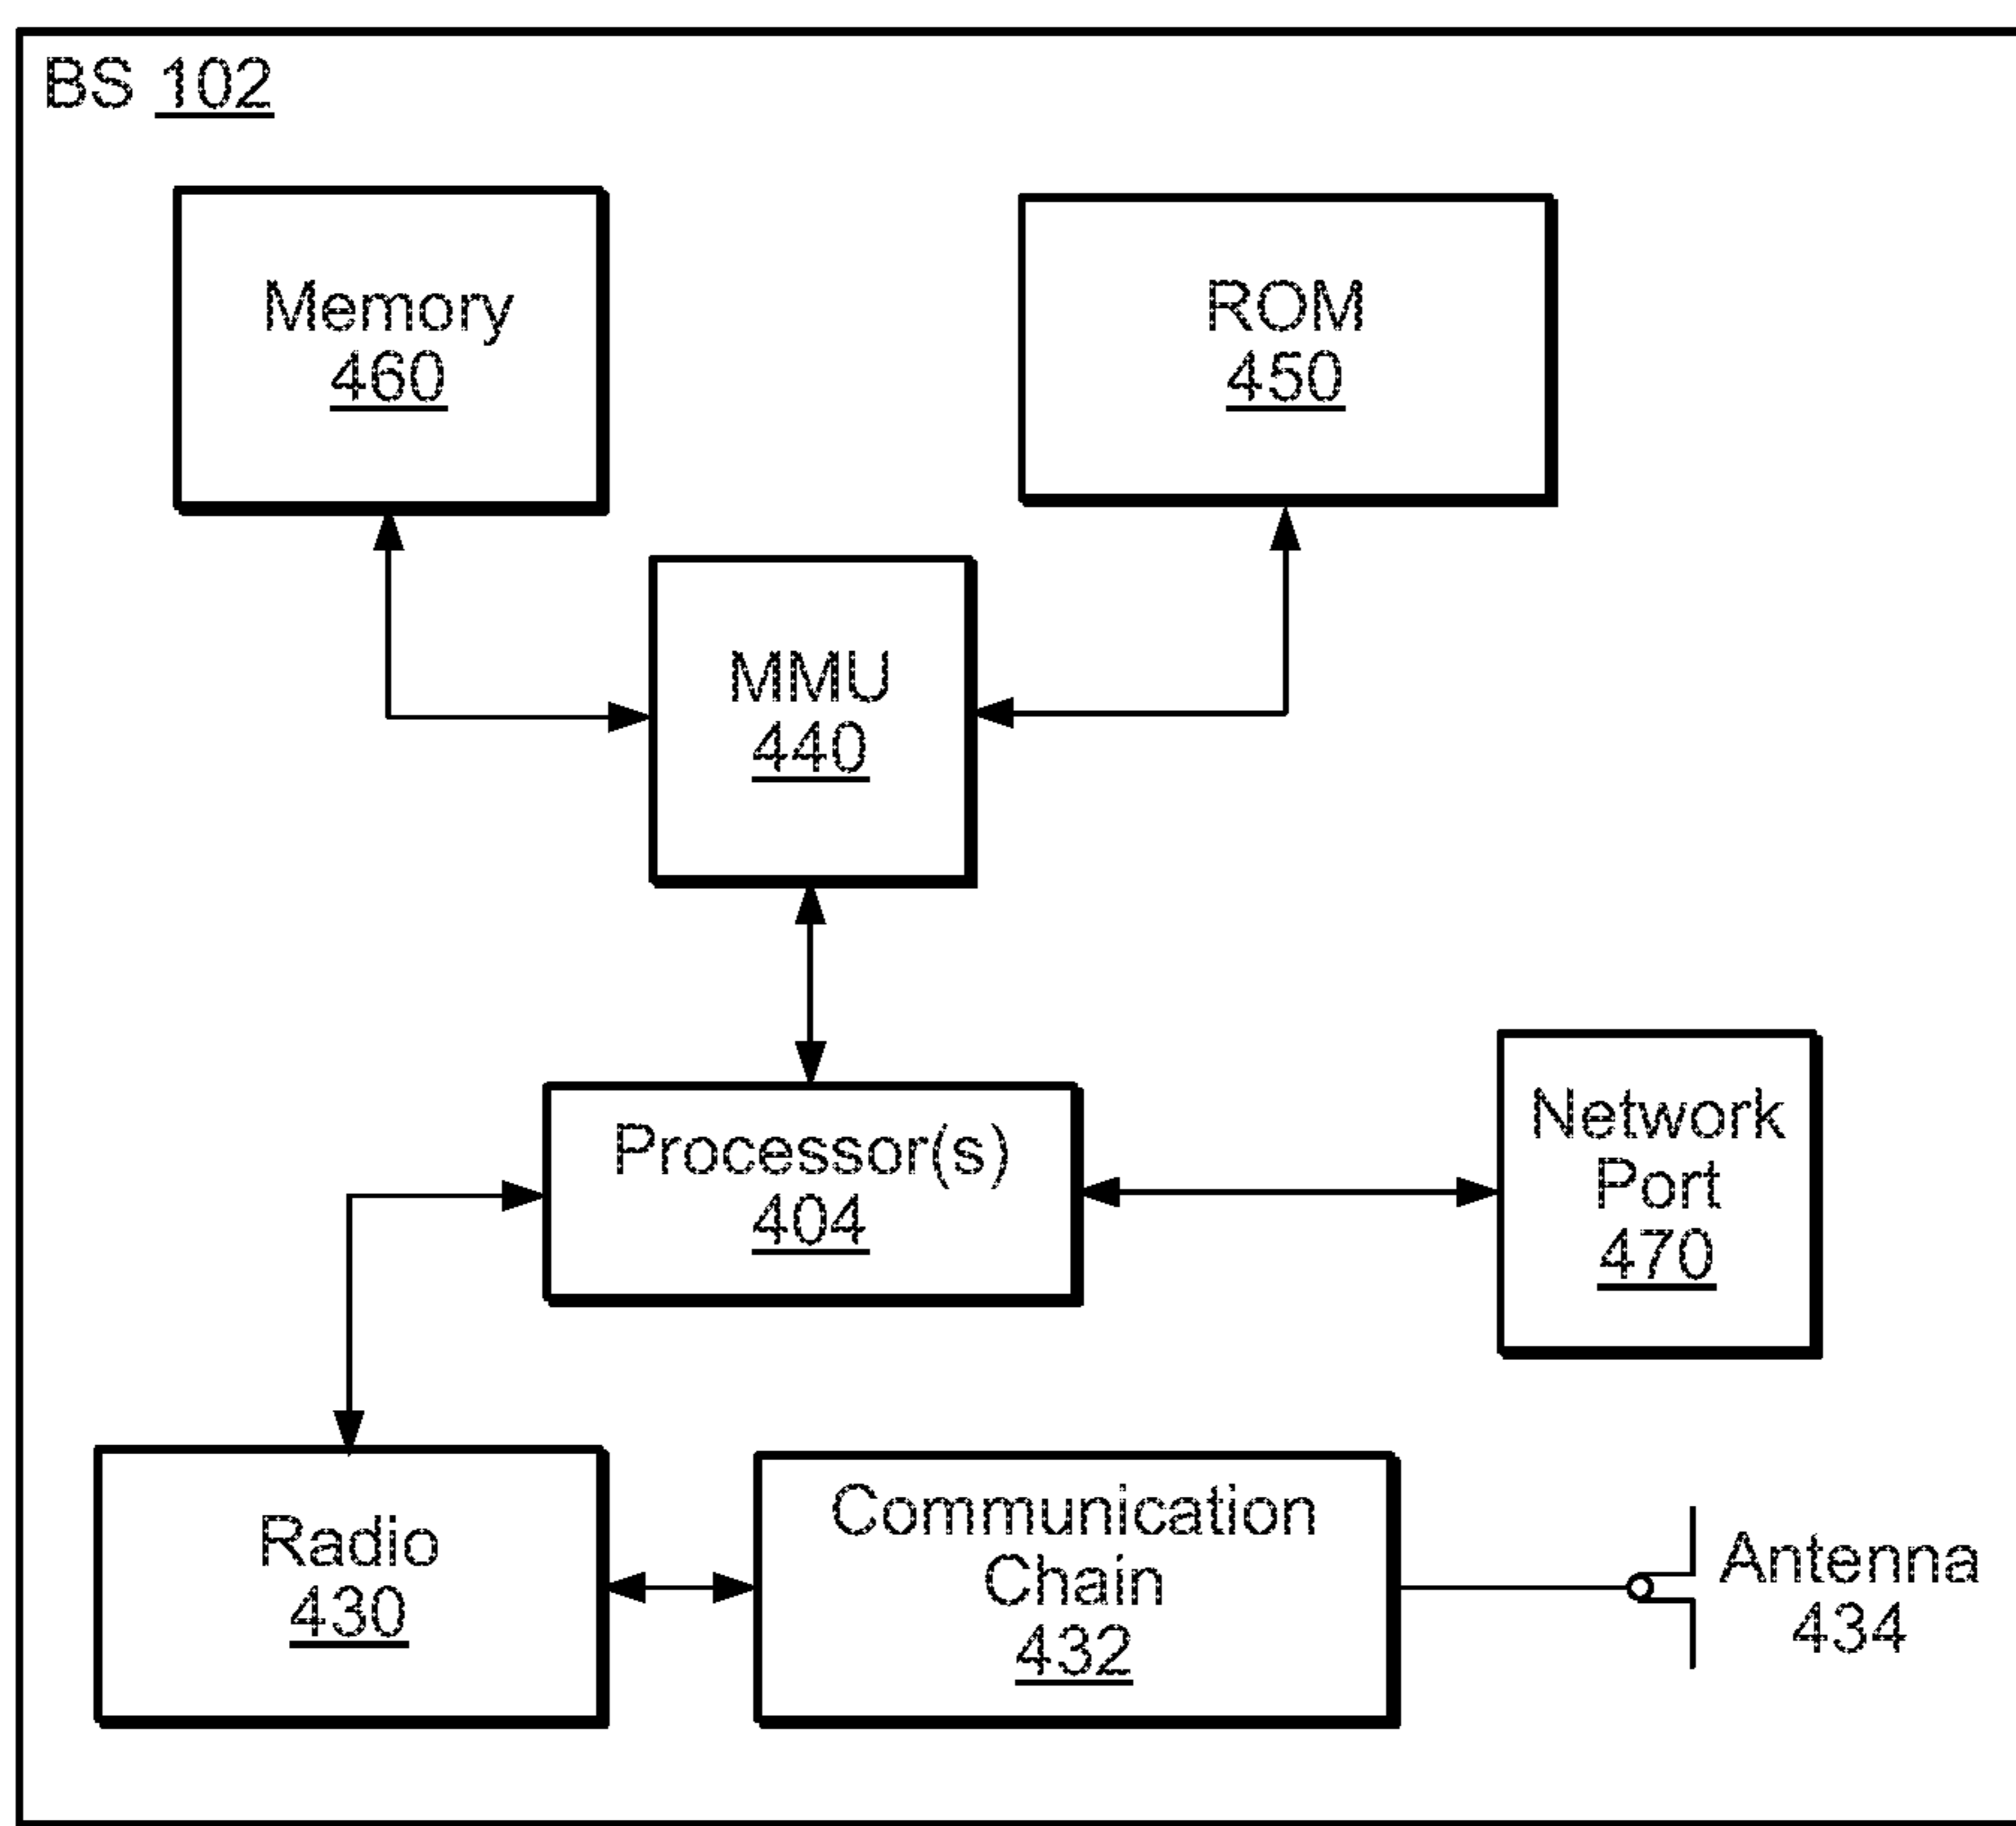 BS 102
Memory
460
ROM
450
MMU
440
Processor(s)
404
Network
Port
470
Radio
430
Communication
Chain
432
Antenna
434